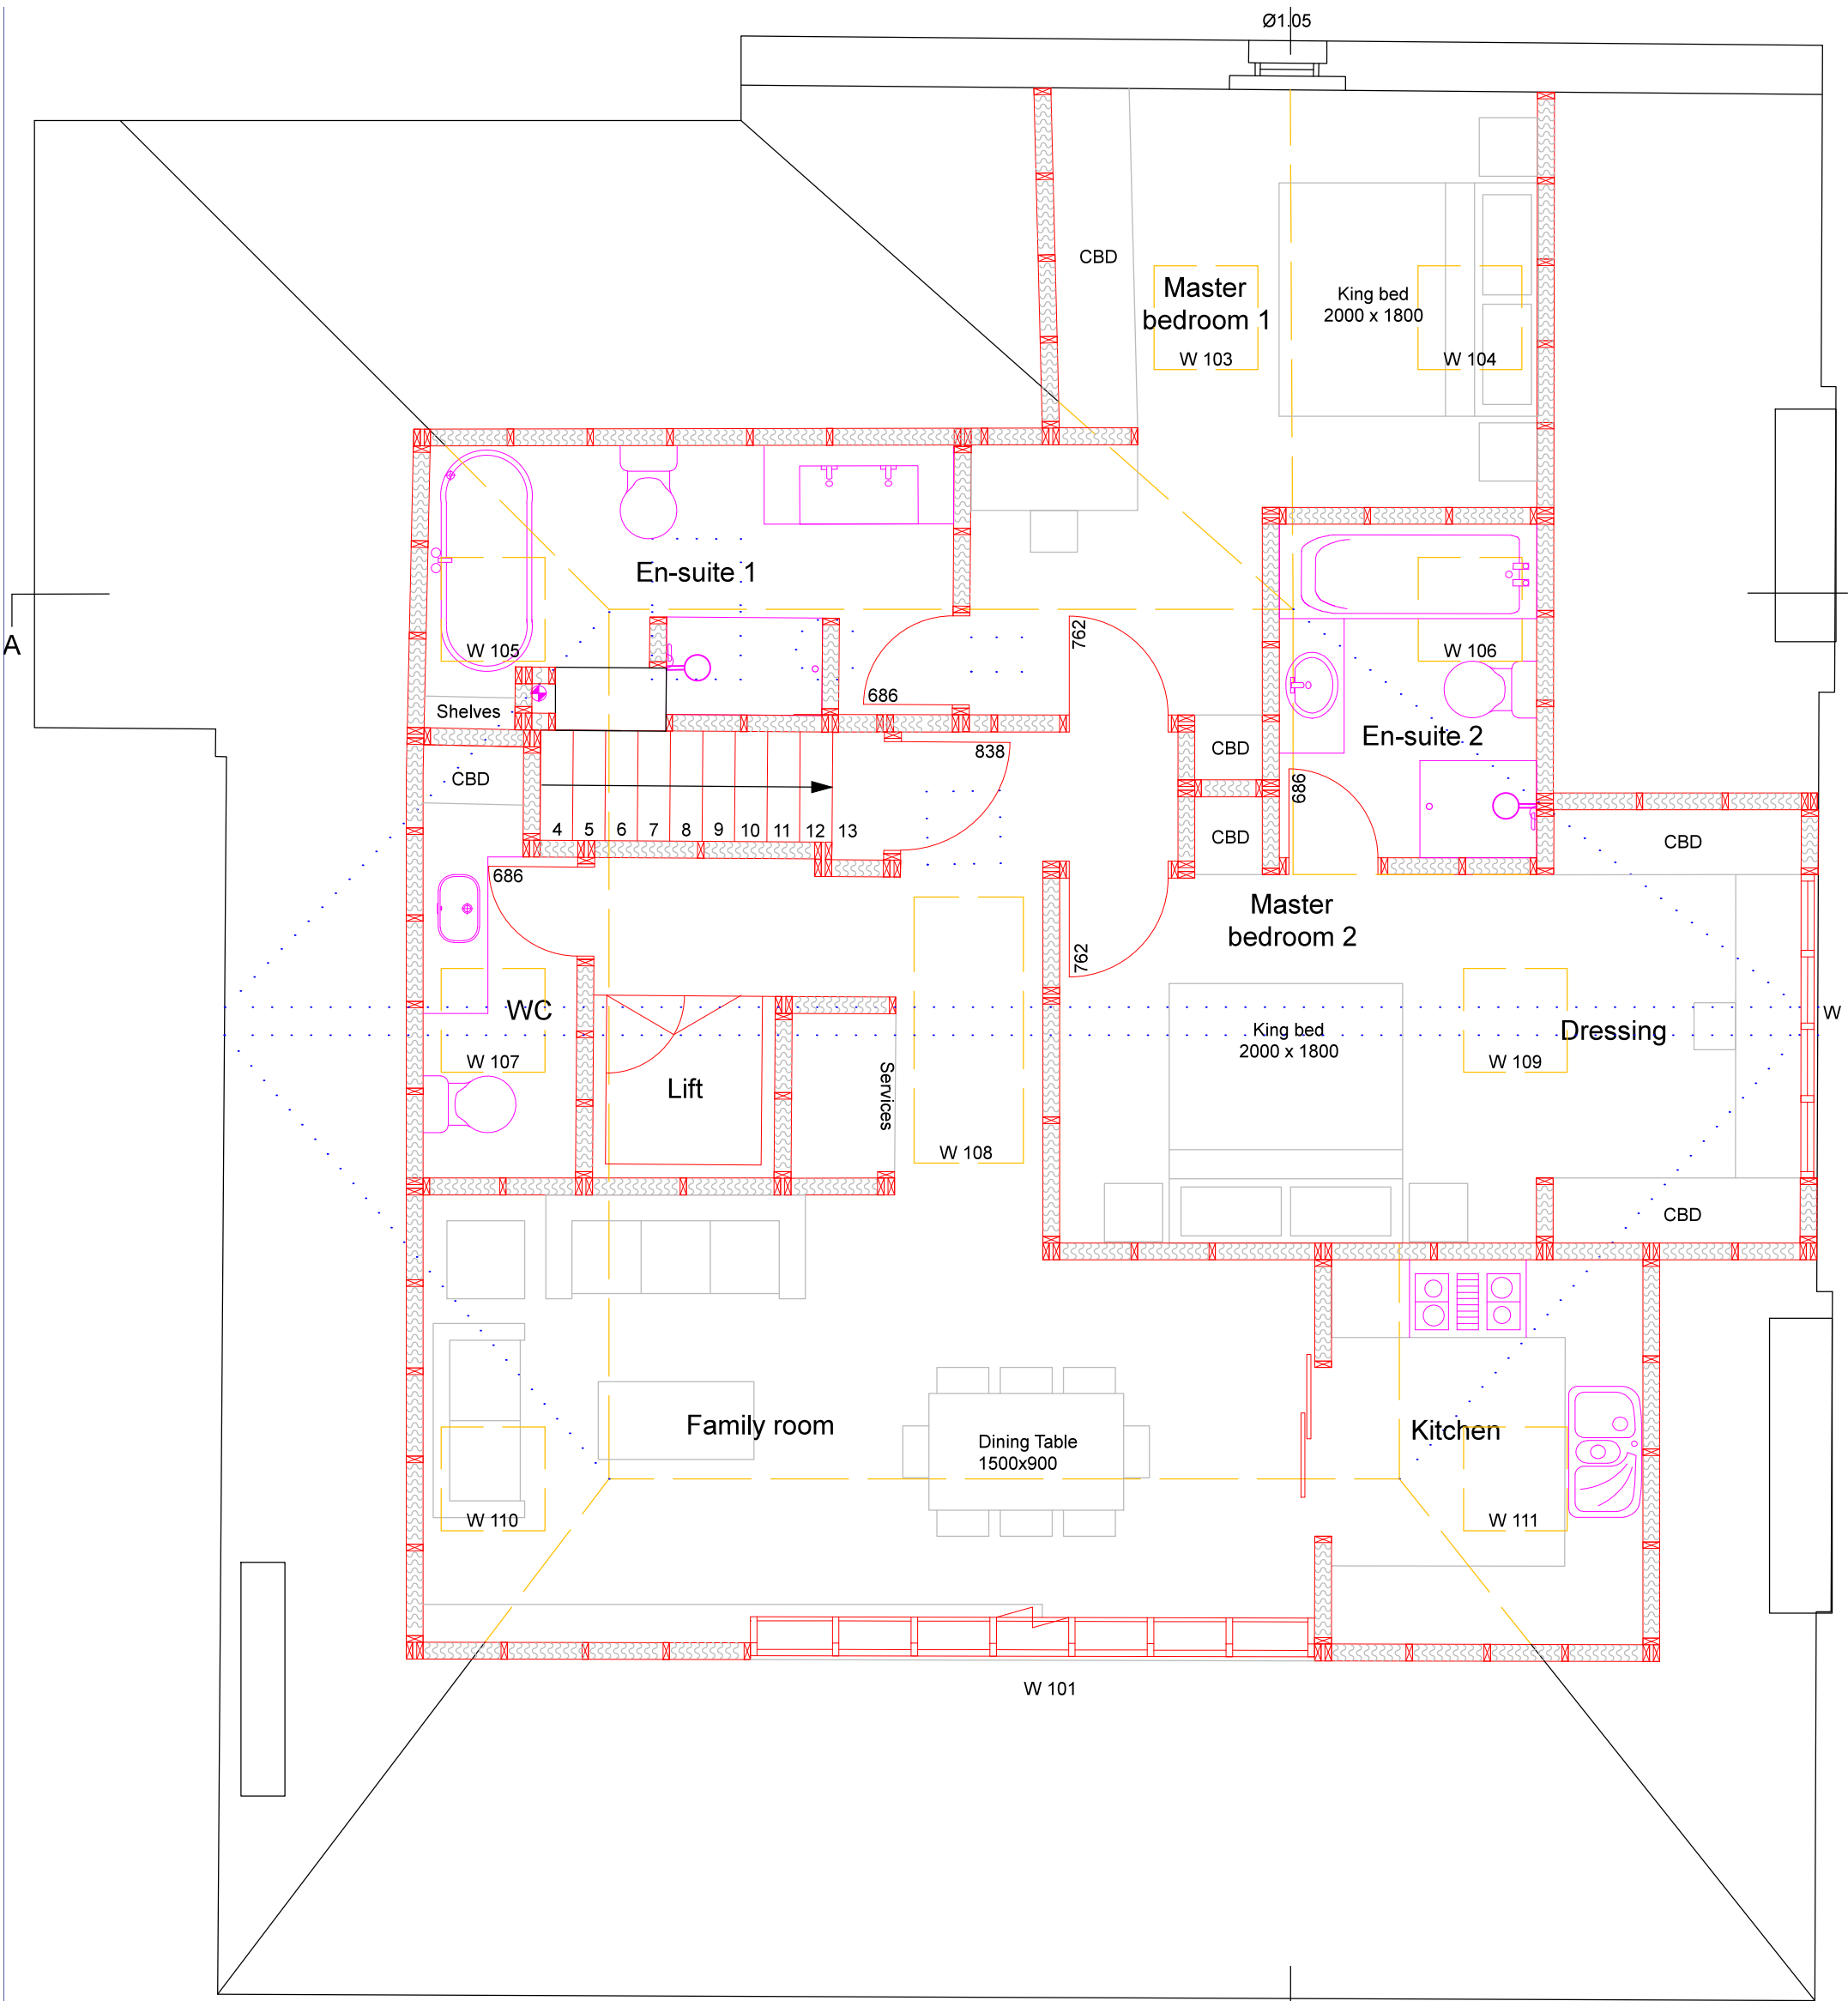 Ø1.05
CBD
Master
bedroom 1
W 103
King bed
2000 x 1800
W 104
En-suite 1
W 105
Shelves
686
762
A
W 106
En-suite 2
CBD
CBD
838
CBD
686
4 5 6 7 8 9 10 11 12 13
CBD
686
Master
bedroom 2
762
WC
W 107
Lift
Services
W 108
King bed
2000 x 1800
W 109
Dressing
W
CBD
Family room
Dining Table
1500x900
Kitchen
W 110
W 111
W 101